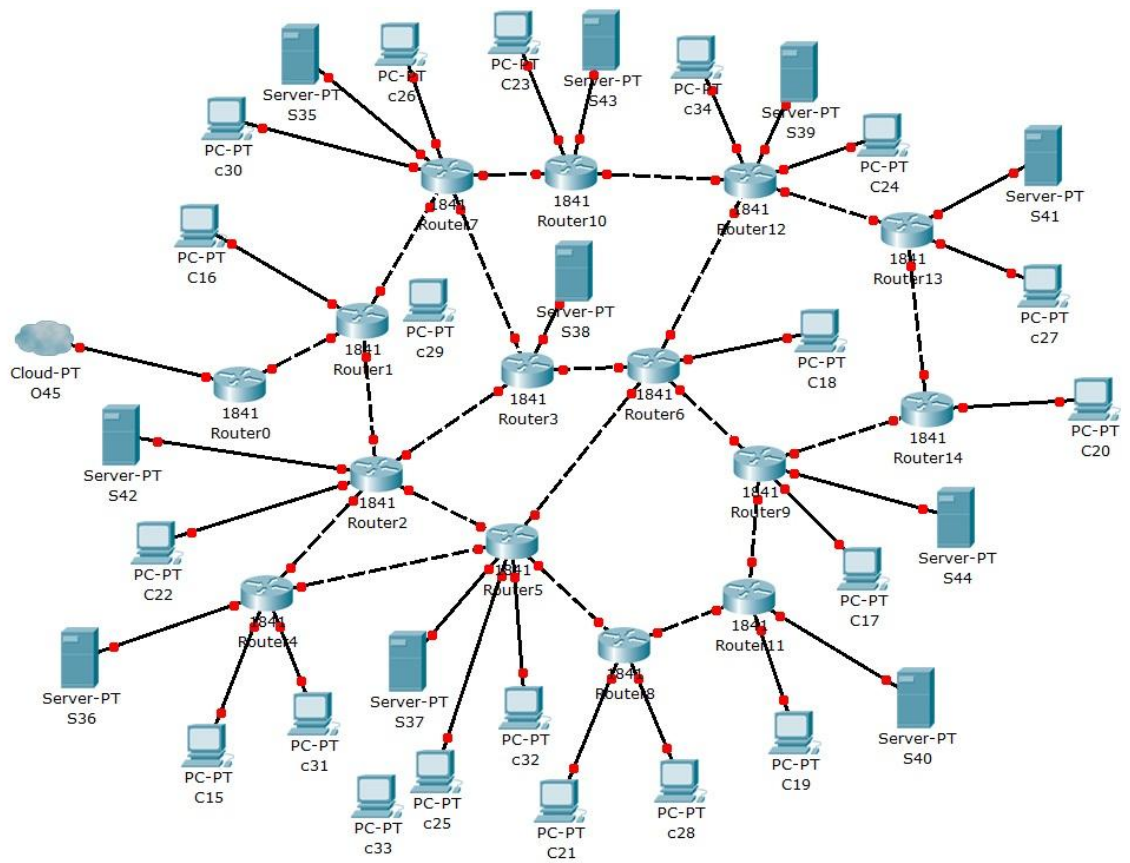 Server-PT
S35
PC-PT
c26
PC-PT
C23
Server-PT
S43
PC-PT
c34
Server-PT
S39
PC-PT
c30
PC-PT
C24
Server-PT
S41
1841
Router7
1841
Router10
1841
Router12
1841
Router13
PC-PT
C16
PC-PT
c29
Server-PT
S38
PC-PT
c27
Cloud-PT
O45
1841
Router1
1841
Router0
1841
Router3
1841
Router6
PC-PT
C18
1841
Router14
PC-PT
C20
Server-PT
S42
1841
Router2
1841
Router9
Server-PT
S44
PC-PT
C22
1841
Router5
PC-PT
C17
1841
Router4
1841
Router11
1841
Router8
Server-PT
S36
PC-PT
C15
PC-PT
c31
Server-PT
S37
PC-PT
c32
PC-PT
c33
PC-PT
c25
PC-PT
C21
PC-PT
c28
PC-PT
C19
Server-PT
S40